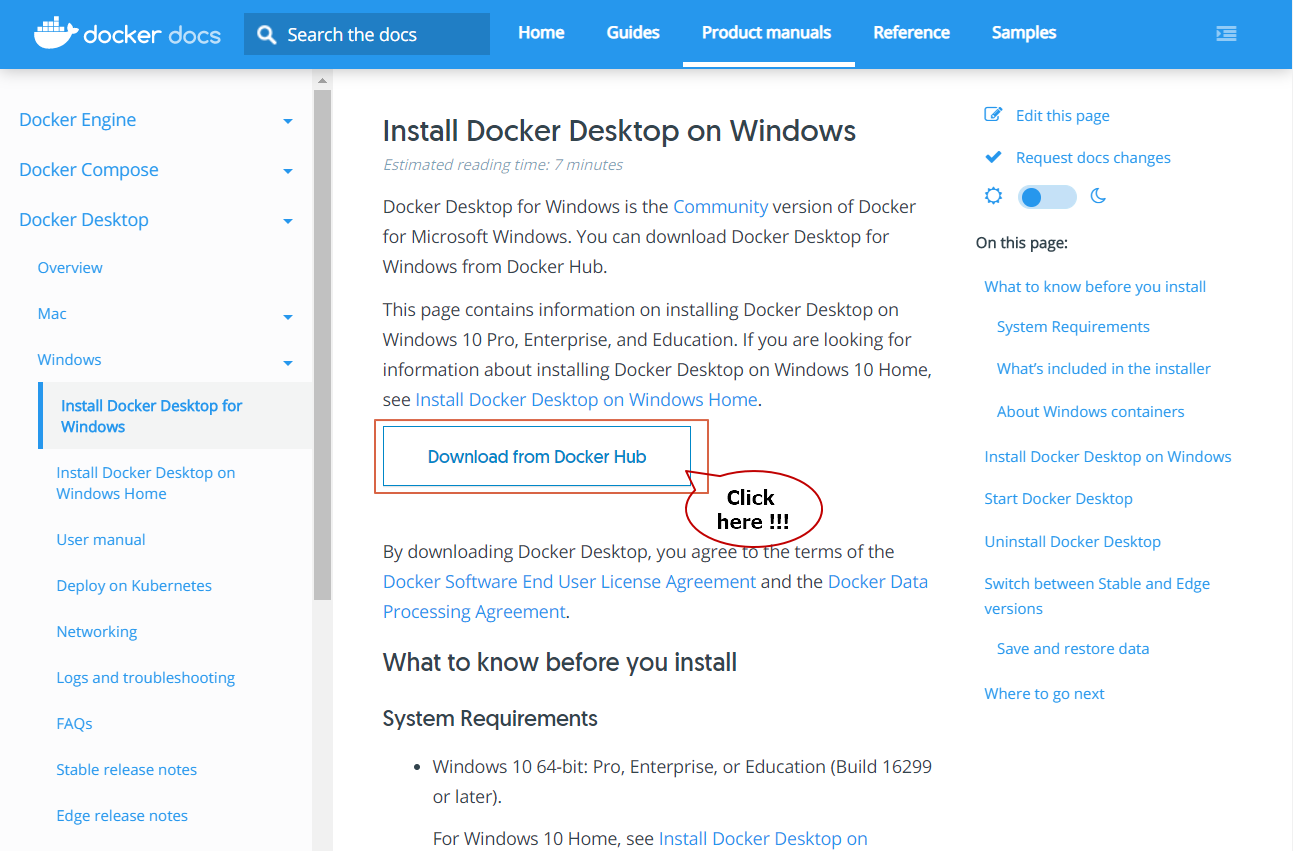 docker docs
Search the docs
Home
Guides
Product manuals
Reference
Samples
Docker Engine
Docker Compose
Docker Desktop
Overview
Mac
Windows
Install Docker Desktop for
Windows
Install Docker Desktop on
Windows Home
User manual
Deploy on Kubernetes
Networking
Logs and troubleshooting
FAQs
Stable release notes
Edge release notes
Install Docker Desktop on Windows
Estimated reading time: 7 minutes
Docker Desktop for Windows is the Community version of Docker
for Microsoft Windows. You can download Docker Desktop for
Windows from Docker Hub.
This page contains information on installing Docker Desktop on
Windows 10 Pro, Enterprise, and Education. If you are looking for
information about installing Docker Desktop on Windows 10 Home,
see Install Docker Desktop on Windows Home.
Download from Docker Hub
Click
here !!!
By downloading Docker Desktop, you agree to the terms of the
Docker Software End User License Agreement and the Docker Data
Processing Agreement.
What to know before you install
System Requirements
• Windows 10 64-bit: Pro, Enterprise, or Education (Build 16299
or later).
For Windows 10 Home, see Install Docker Desktop on
Edit this page
Request docs changes
On this page:
What to know before you install
System Requirements
What's included in the installer
About Windows containers
Install Docker Desktop on Windows
Start Docker Desktop
Uninstall Docker Desktop
Switch between Stable and Edge
versions
Save and restore data
Where to go next